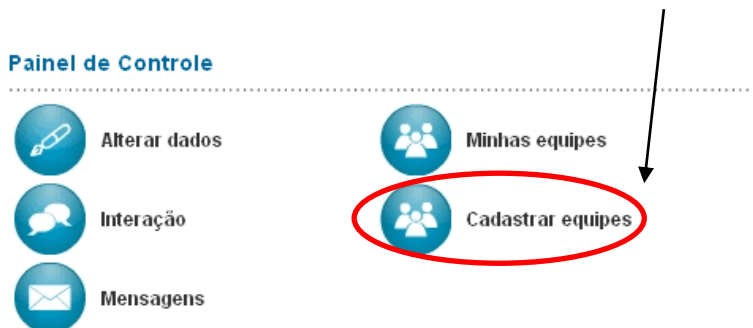 Painel de Controle
Alterar dados
Minhas equipes
Interação
Cadastrar equipes
Mensagens